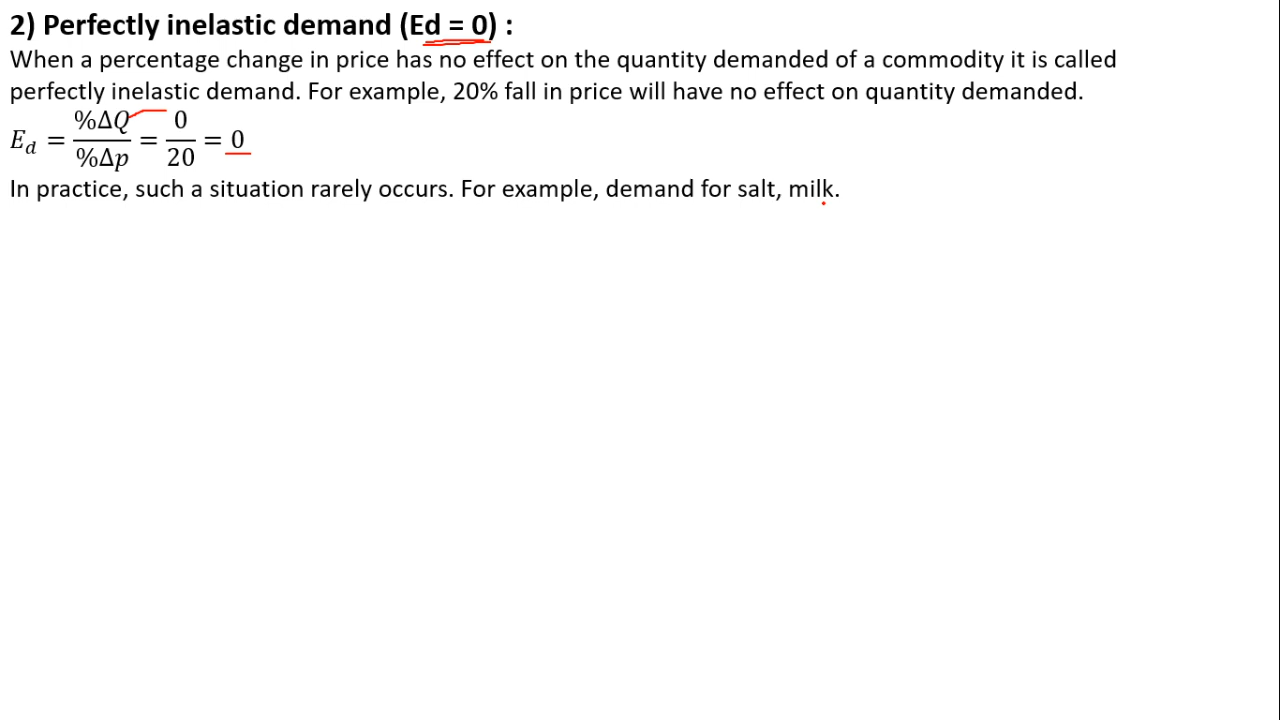 2) Perfectly inelastic demand (Ed = 0) :
When a percentage change in price has no effect on the quantity demanded of a commodity it is called
perfectly inelastic demand. For example, 20% fall in price will have no effect on quantity demanded.
E_d = %ΔQ/%Δp = 0/20 = 0
In practice, such a situation rarely occurs. For example, demand for salt, milk.